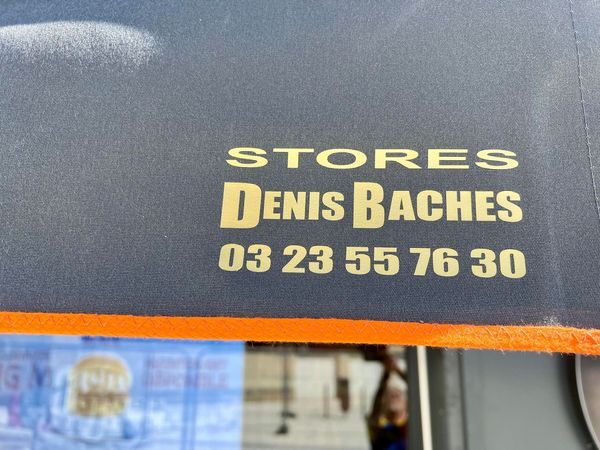 STORES
DENIS BACHES
03 23 55 76 30